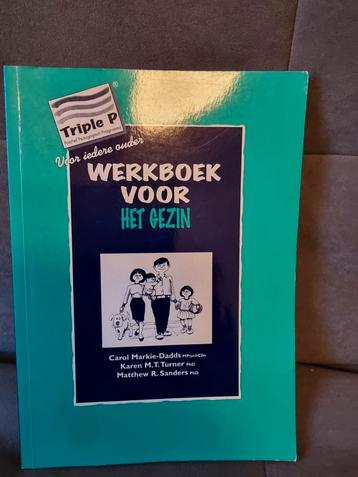 ®
Triple P
Positief Pedagogisch Programma
Voor iedere ouder
WERKBOEK
VOOR
HET GEZIN
Carol Markie-Dadds MPsychClin
Karen M.T. Turner PhD
Matthew R. Sanders PhD